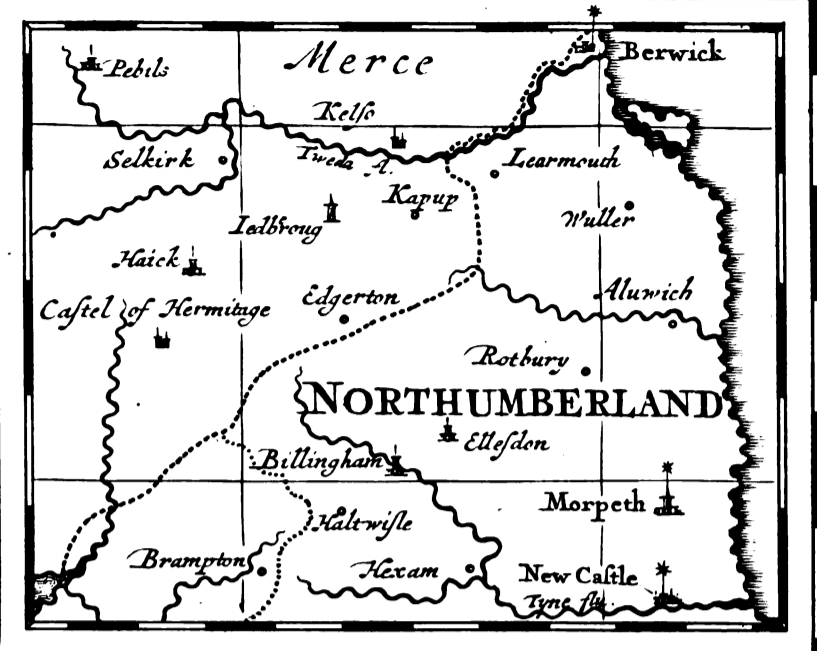 Merce
Berwick
Pebils
Kelſo
Selkirk
Tweda fl.
Learmouth
Kapup
Wuller
Iedbroug
Haick
Aluwich
Caſtel of Hermitage
Edgerton
Rotbury
NORTHUMBERLAND
Elleſdon
Billingham
Morpeth
Haltwiſle
Brampton
Hexam
New Caſtle
Tyne flu.